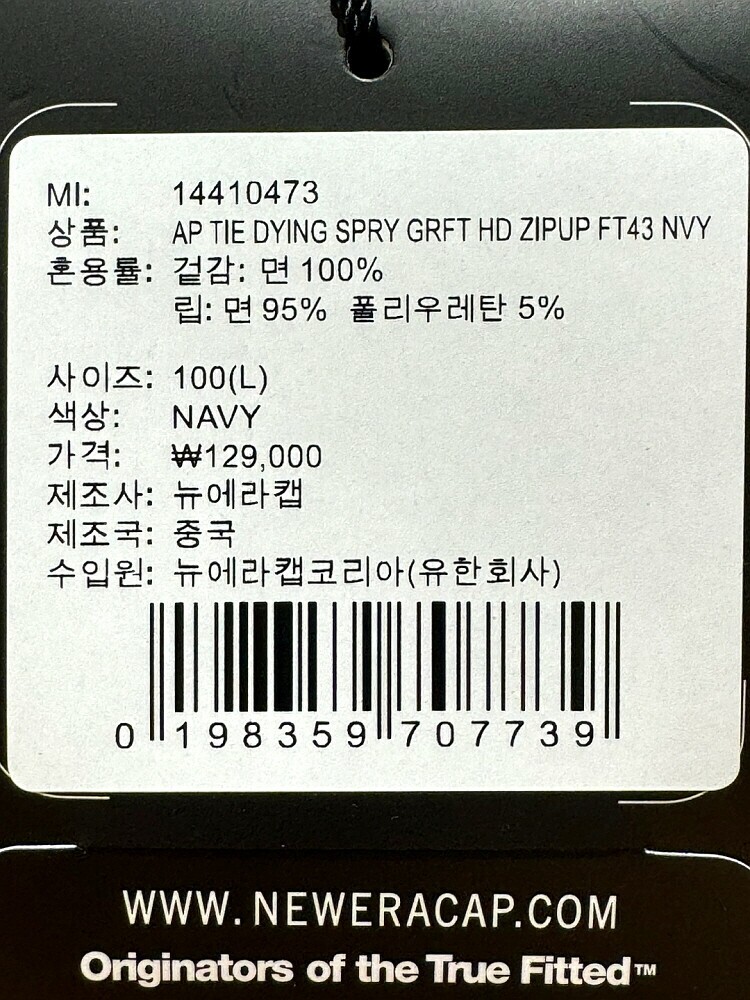 MI: 14410473
상품: AP TIE DYING SPRY GRFT HD ZIPUP FT43 NVY
혼용률: 겉감: 면 100%
립: 면 95% 폴리우레탄 5%
사이즈: 100(L)
색상: NAVY
가격: ₩129,000
제조사: 뉴에라캡
제조국: 중국
수입원: 뉴에라캡코리아(유한회사)
0 198359 707739
WWW.NEWERACAP.COM
Originators of the True Fitted™